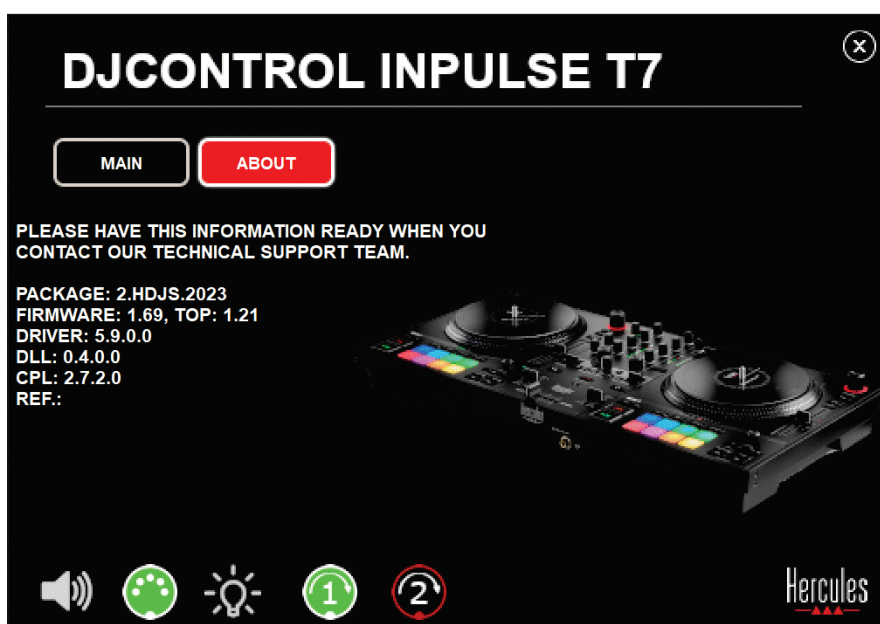 DJCONTROL INPULSE T7
MAIN
ABOUT
PLEASE HAVE THIS INFORMATION READY WHEN YOU
CONTACT OUR TECHNICAL SUPPORT TEAM.
PACKAGE: 2.HDJS.2023
FIRMWARE: 1.69, TOP: 1.21
DRIVER: 5.9.0.0
DLL: 0.4.0.0
CPL: 2.7.2.0
REF.:
1
2
Hercules